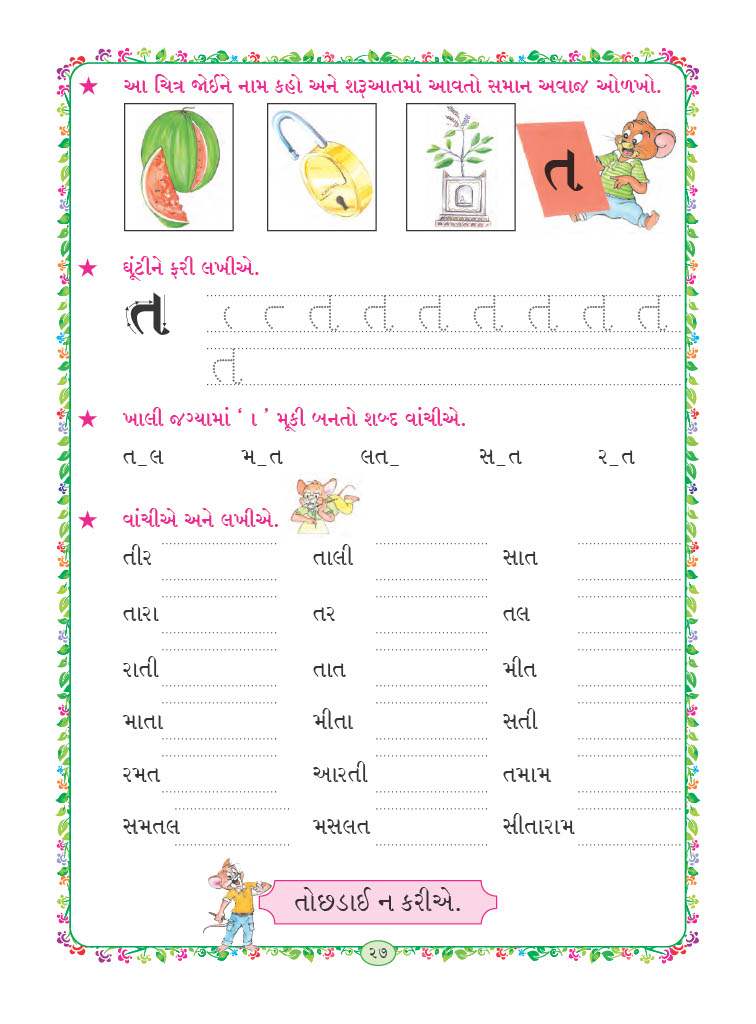 ★ આ ચિત્ર જોઈને નામ કહો અને શરૂઆતમાં આવતો સમાન અવાજ ઓળખો.
ત
★ ઘૂંટીને ફરી લખીએ.
ત ત ત ત ત ત ત ત
ત
★ ખાલી જગ્યામાં ‘ ા ’ મૂકી બનતો શબ્દ વાંચીએ.
ત_લ મ_ત લત_ સ_ત ર_ત
★ વાંચીએ અને લખીએ.
તીર તાલી સાત
તારા તર તલ
રાતી તાત મીત
માતા મીતા સતી
રમત આરતી તમામ
સમતલ મસલત સીતારામ
તોછડાઈ ન કરીએ.
૨૭